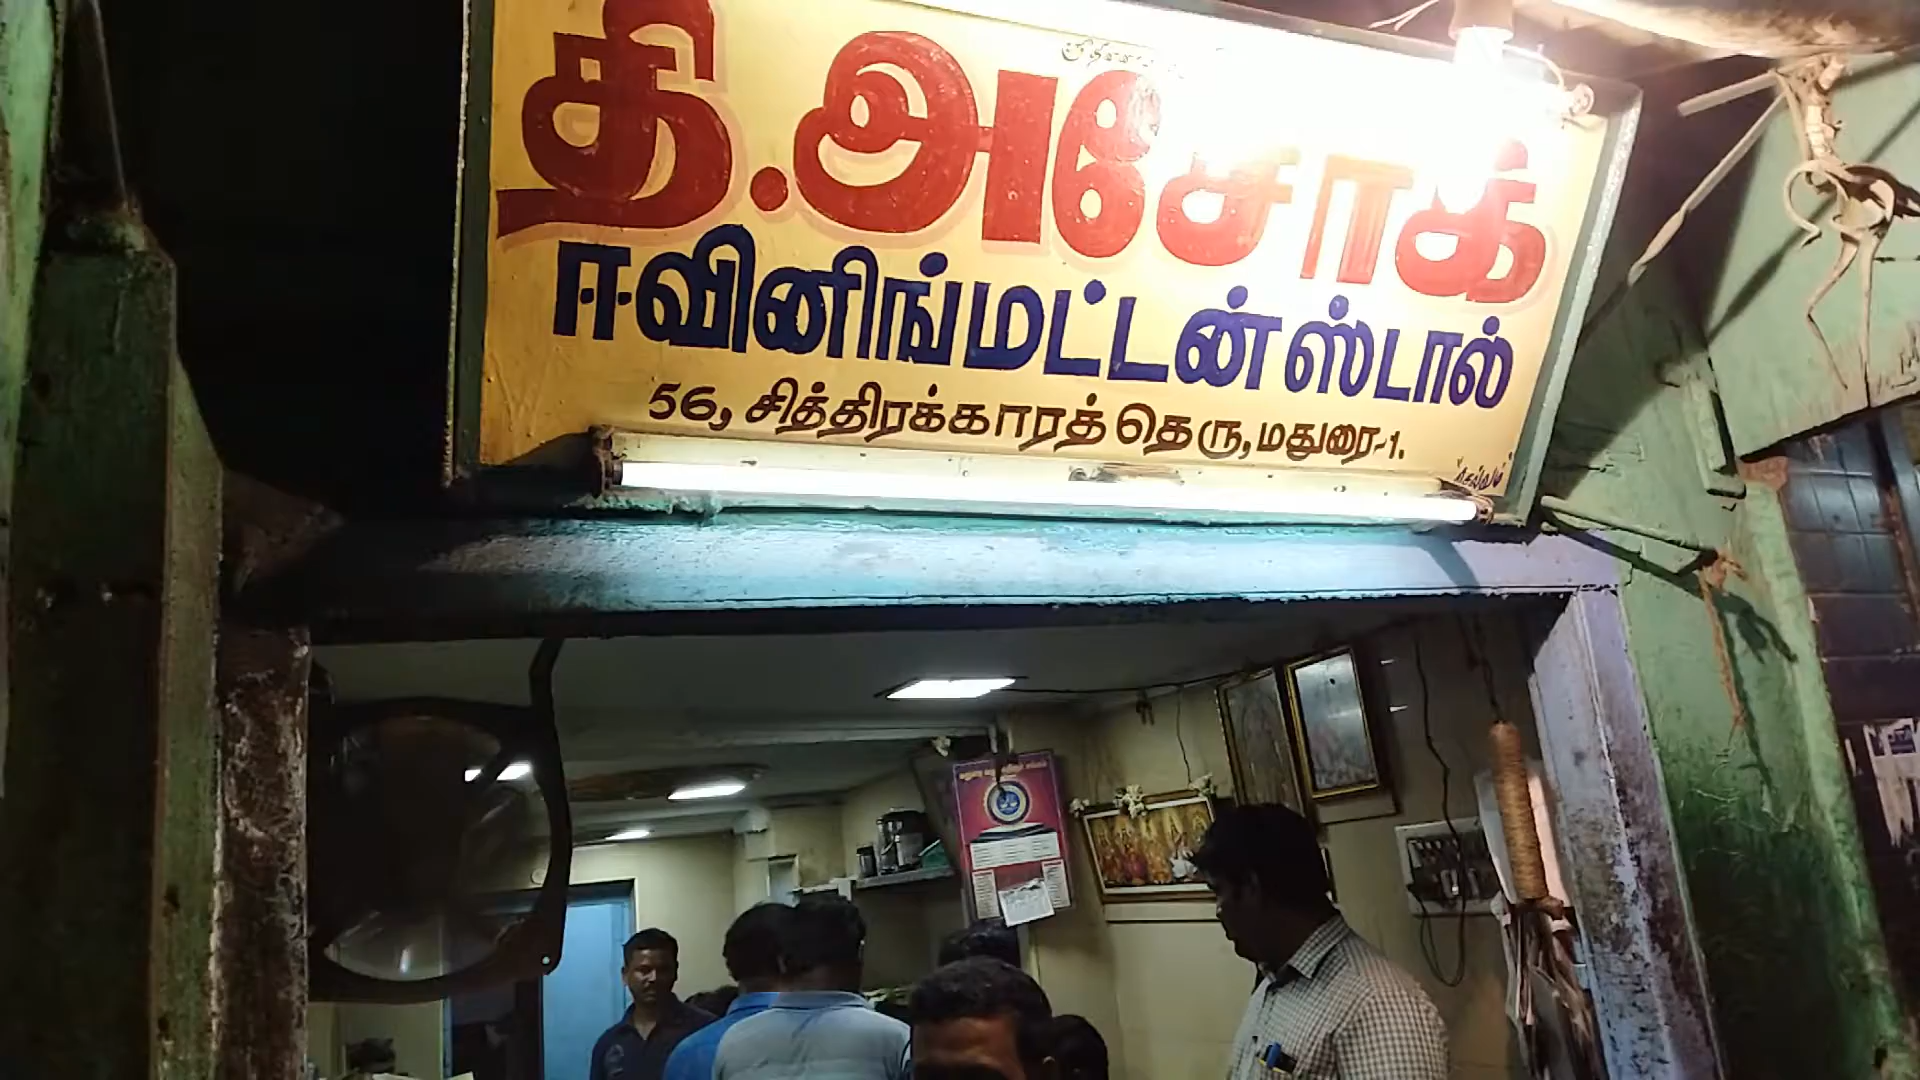 தி.அசோக்
ஈவினிங் மட்டன் ஸ்டால்
56, சித்திரக்காரத் தெரு, மதுரை-1.